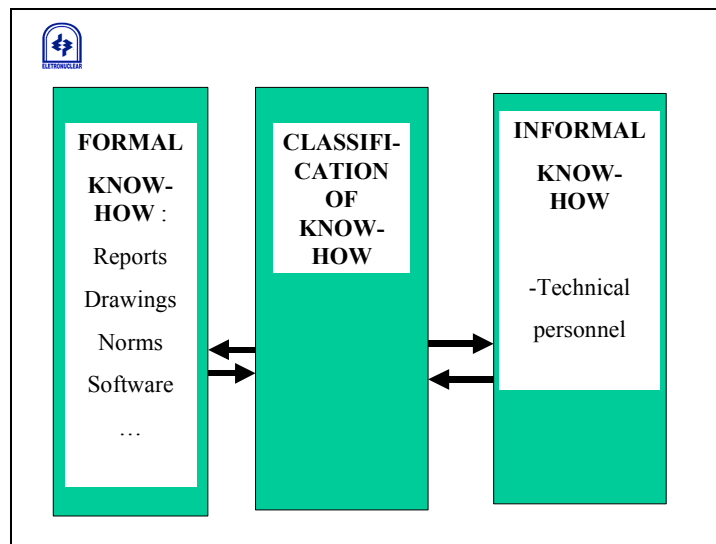 ELETRONUCLEAR
FORMAL
KNOW-
HOW :
Reports
Drawings
Norms
Software
…
CLASSIFI-
CATION
OF
KNOW-
HOW
INFORMAL
KNOW-
HOW
-Technical
personnel